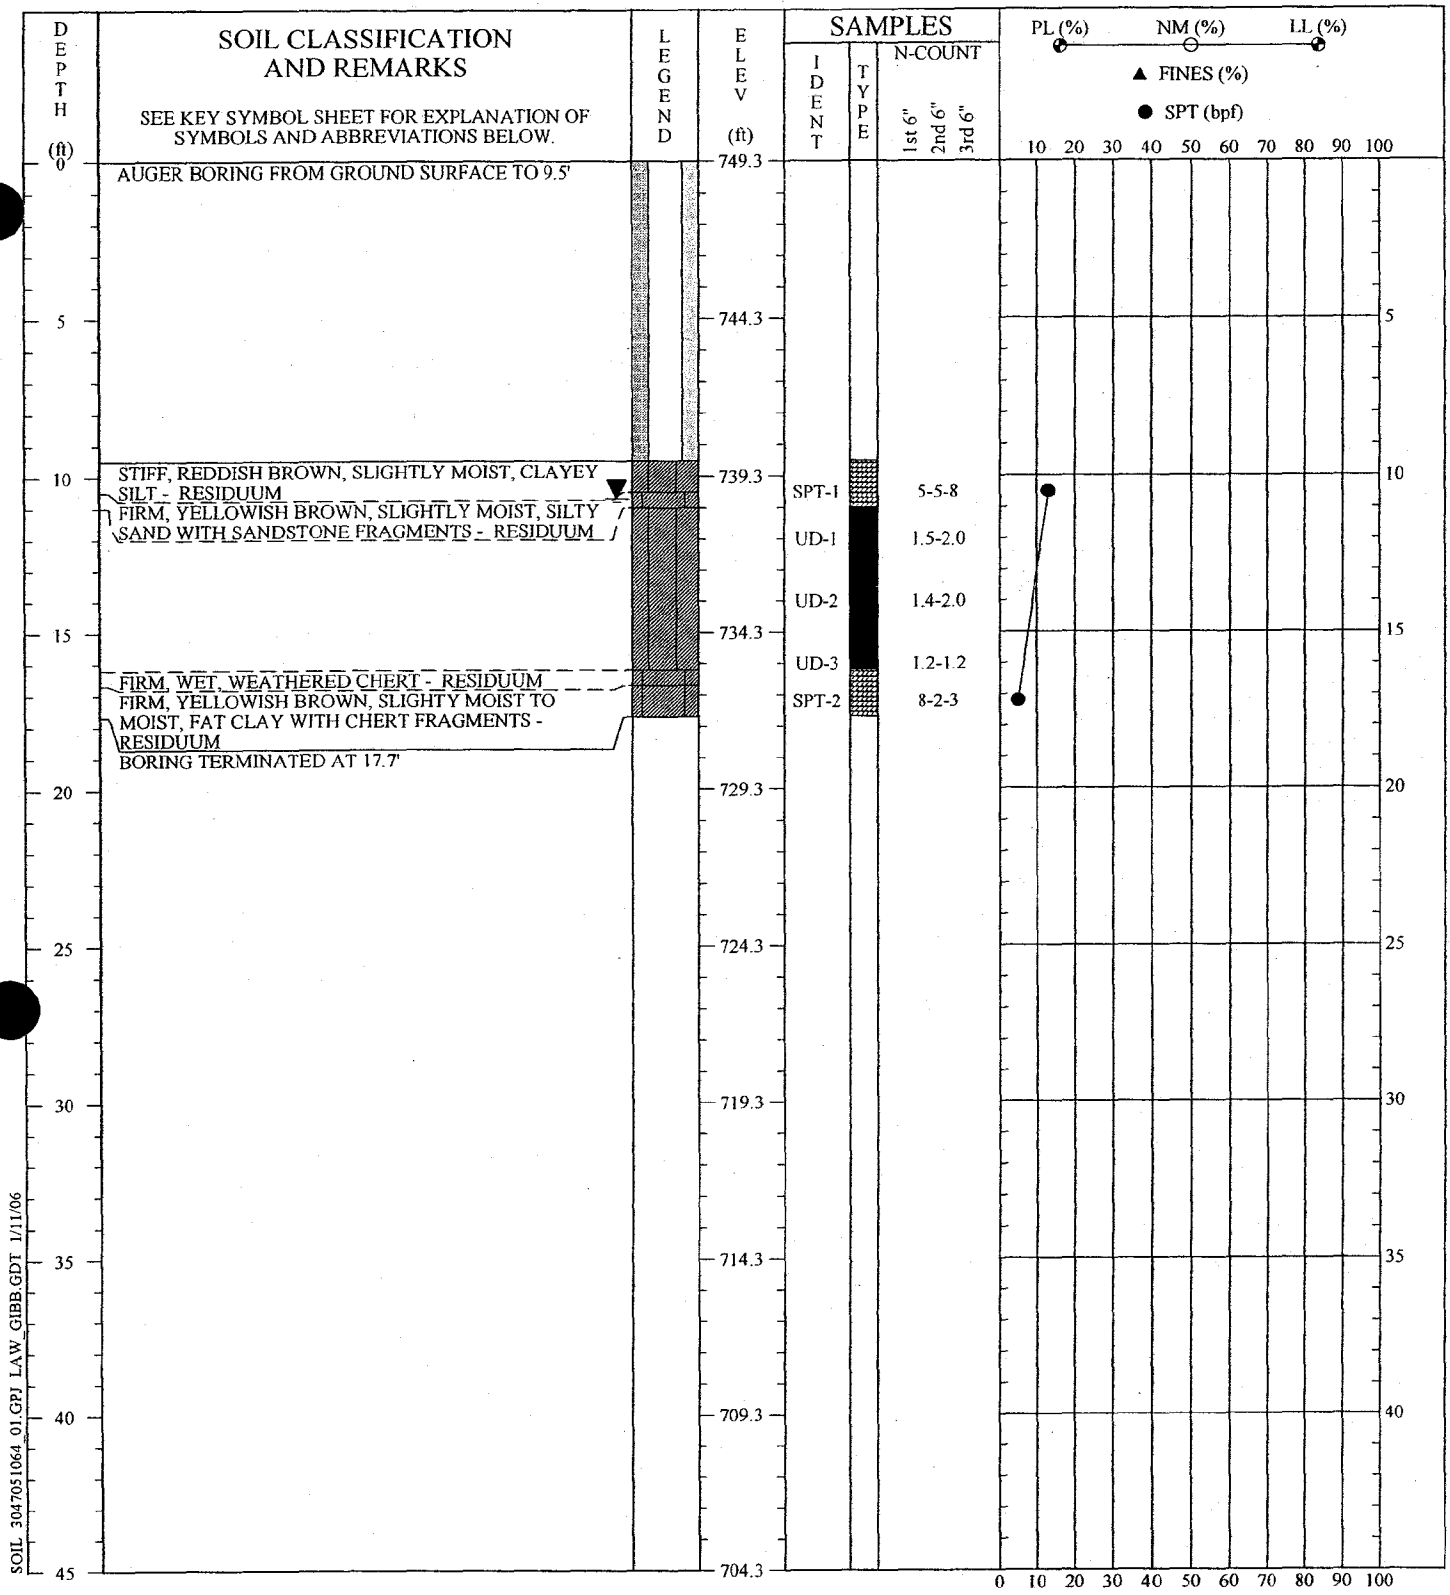 DEPTH (ft)
SOIL CLASSIFICATION
AND REMARKS
SEE KEY SYMBOL SHEET FOR EXPLANATION OF
SYMBOLS AND ABBREVIATIONS BELOW.
LEGEND
ELEV (ft)
SAMPLES
IDENT
TYPE
N-COUNT
1st 6"
2nd 6"
3rd 6"
PL (%) NM (%) LL (%)
▲ FINES (%)
● SPT (bpf)
10 20 30 40 50 60 70 80 90 100
0 749.3
AUGER BORING FROM GROUND SURFACE TO 9.5'
5 744.3 5
10 739.3 10
STIFF, REDDISH BROWN, SLIGHTLY MOIST, CLAYEY
SILT - RESIDUUM
SPT-1 5-5-8
FIRM, YELLOWISH BROWN, SLIGHTLY MOIST, SILTY
SAND WITH SANDSTONE FRAGMENTS - RESIDUUM
UD-1 1.5-2.0
UD-2 1.4-2.0
15 734.3 15
UD-3 1.2-1.2
FIRM, WET, WEATHERED CHERT - RESIDUUM
SPT-2 8-2-3
FIRM, YELLOWISH BROWN, SLIGHTY MOIST TO
MOIST, FAT CLAY WITH CHERT FRAGMENTS -
RESIDUUM
BORING TERMINATED AT 17.7'
20 729.3 20
25 724.3 25
30 719.3 30
35 714.3 35
40 709.3 40
45 704.3
0 10 20 30 40 50 60 70 80 90 100
SOIL 3047051064_01.GPJ LAW_GIBB.GDT 1/11/06